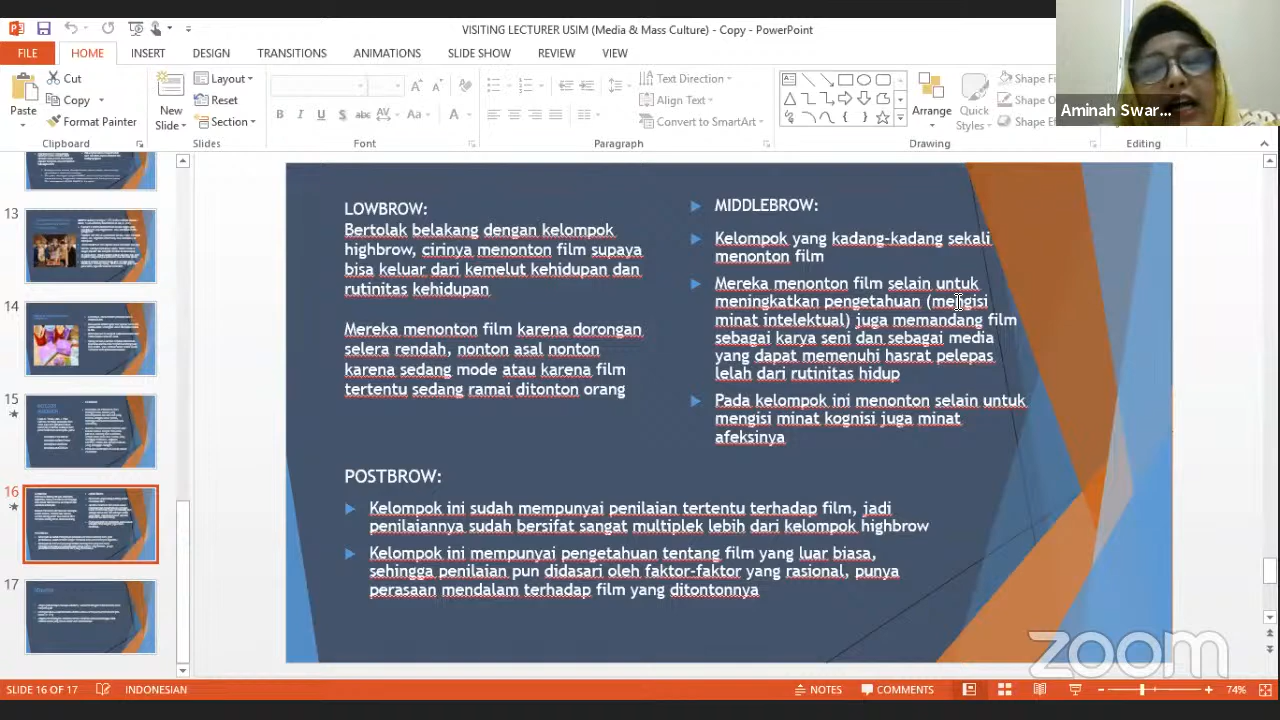 VISITING LECTURER USIM (Media & Mass Culture) - Copy - PowerPoint
FILE
HOME
INSERT
DESIGN
TRANSITIONS
ANIMATIONS
SLIDE SHOW
REVIEW
VIEW
Paste
Cut
Copy
Format Painter
Clipboard
New
Slide
Layout
Reset
Section
Slides
Font
Text Direction
Align Text
Convert to SmartArt
Paragraph
Arrange
Quick
Styles
Shape Fi
Shape O
Shape E
Drawing
Editing
Aminah Swar...
13
14
15
16
17
LOWBROW:
Bertolak belakang dengan kelompok
highbrow, cirinya menonton film supaya
bisa keluar dari kemelut kehidupan dan
rutinitas kehidupan
Mereka menonton film karena dorongan
selera rendah, nonton asal nonton
karena sedang mode atau karena film
tertentu sedang ramai ditonton orang
MIDDLEBROW:
Kelompok yang kadang-kadang sekali
menonton film
Mereka menonton film selain untuk
meningkatkan pengetahuan (mengisi
minat intelektual) juga memandang film
sebagai karya seni dan sebagai media
yang dapat memenuhi hasrat pelepas
lelah dari rutinitas hidup
Pada kelompok ini menonton selain untuk
mengisi minat kognisi juga minat
afeksinya
POSTBROW:
Kelompok ini sudah mempunyai penilaian tertentu terhadap film, jadi
penilaiannya sudah bersifat sangat multiplek lebih dari kelompok highbrow
Kelompok ini mempunyai pengetahuan tentang film yang luar biasa,
sehingga penilaian pun didasari oleh faktor-faktor yang rasional, punya
perasaan mendalam terhadap film yang ditontonnya
zoom
SLIDE 16 OF 17
INDONESIAN
NOTES
COMMENTS
74%